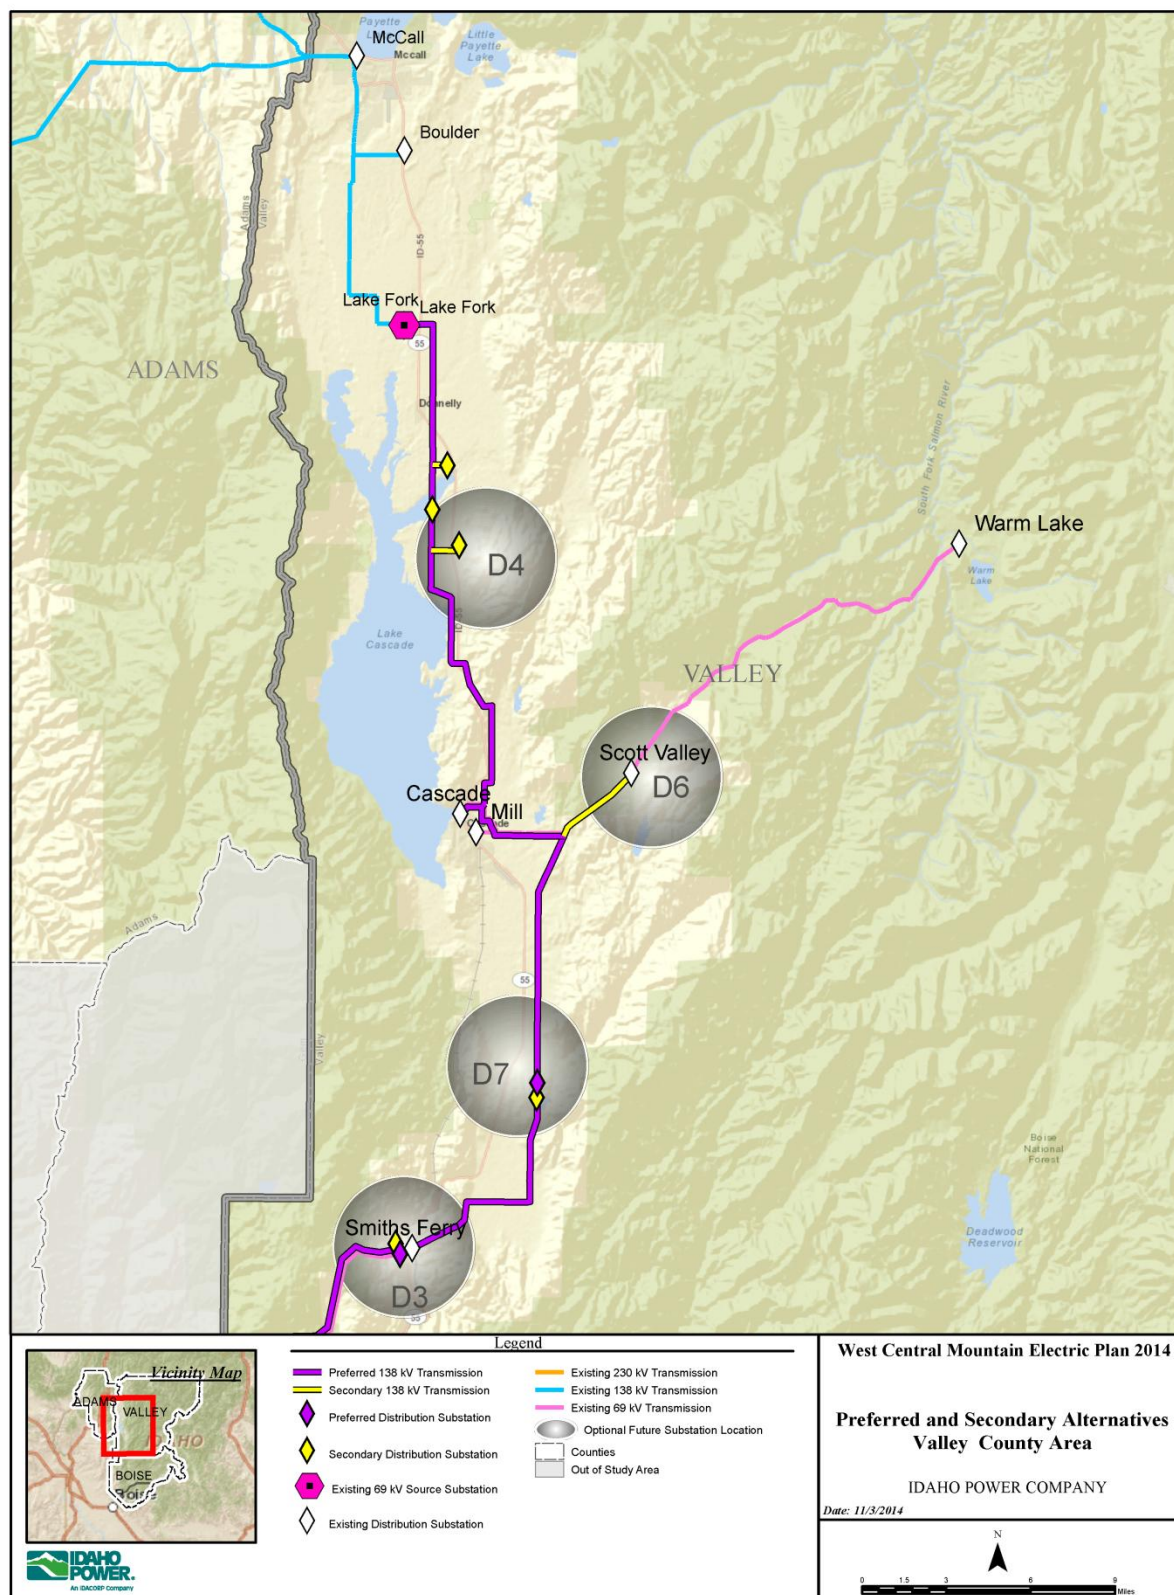 Payette
Lake
McCall
Little
Payette
Lake
Mccall
Boulder
Adams
Valley
ID-55
Lake Fork
Lake Fork
55
ADAMS
Donnelly
South Fork Salmon River
Warm Lake
Warm
Lake
D4
Lake
Cascade
VALLEY
Scott Valley
D6
Cascade
Mill
Adams
55
Valley
D7
Boise
National
Forest
Smiths Ferry
Deadwood
Reservoir
D3
55
Vicinity Map
ADAMS
VALLEY
IDAHO
BOISE
Boise
IDAHO
POWER.
An IDACORP Company
Legend
Preferred 138 kV Transmission
Secondary 138 kV Transmission
Preferred Distribution Substation
Secondary Distribution Substation
Existing 69 kV Source Substation
Existing Distribution Substation
Existing 230 kV Transmission
Existing 138 kV Transmission
Existing 69 kV Transmission
Optional Future Substation Location
Counties
Out of Study Area
West Central Mountain Electric Plan 2014
Preferred and Secondary Alternatives
Valley County Area
IDAHO POWER COMPANY
Date: 11/3/2014
N
0 1.5 3 6 9
Miles